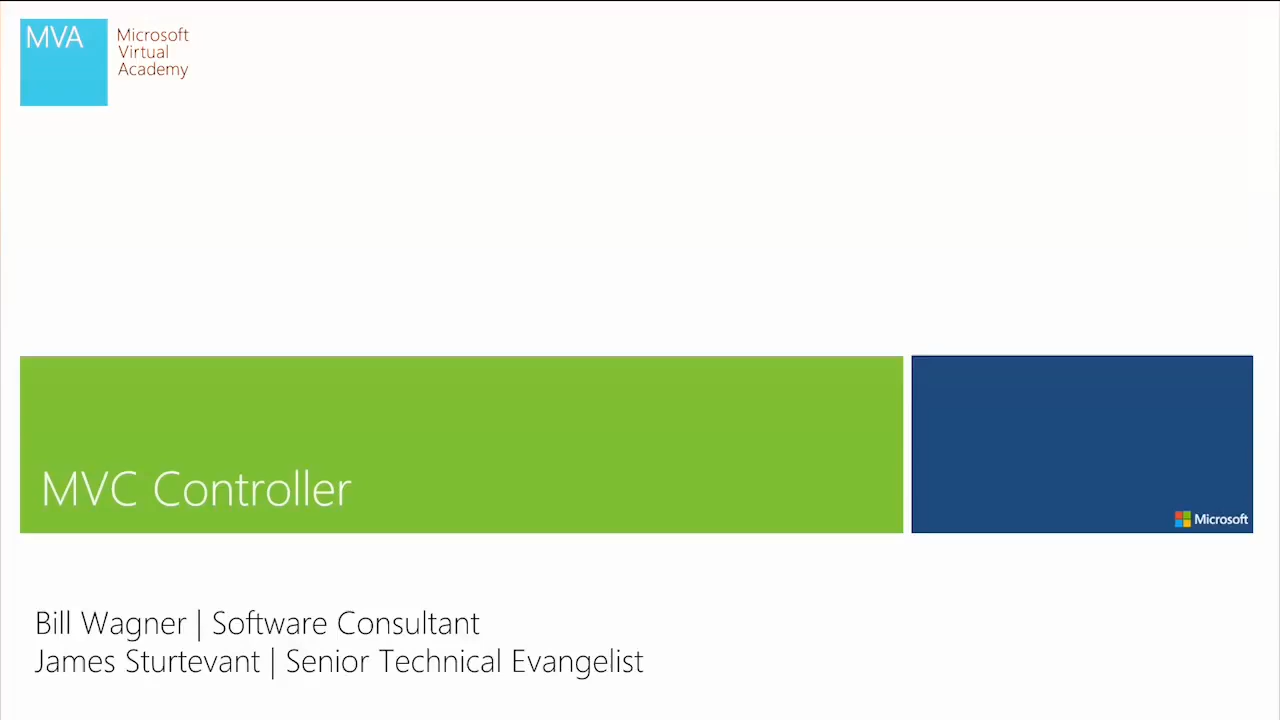 MVA
Microsoft
Virtual
Academy
MVC Controller
Microsoft
Bill Wagner | Software Consultant
James Sturtevant | Senior Technical Evangelist